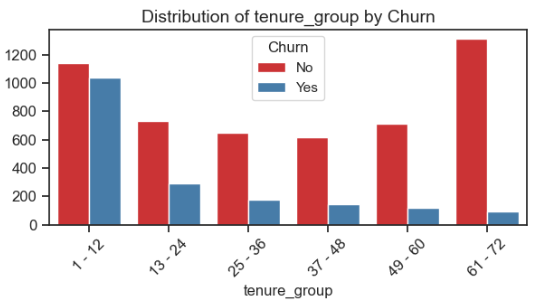 Distribution of tenure_group by Churn
Churn
No
Yes
1200
1000
800
600
400
200
0
1 - 12
13 - 24
25 - 36
37 - 48
49 - 60
61 - 72
tenure_group